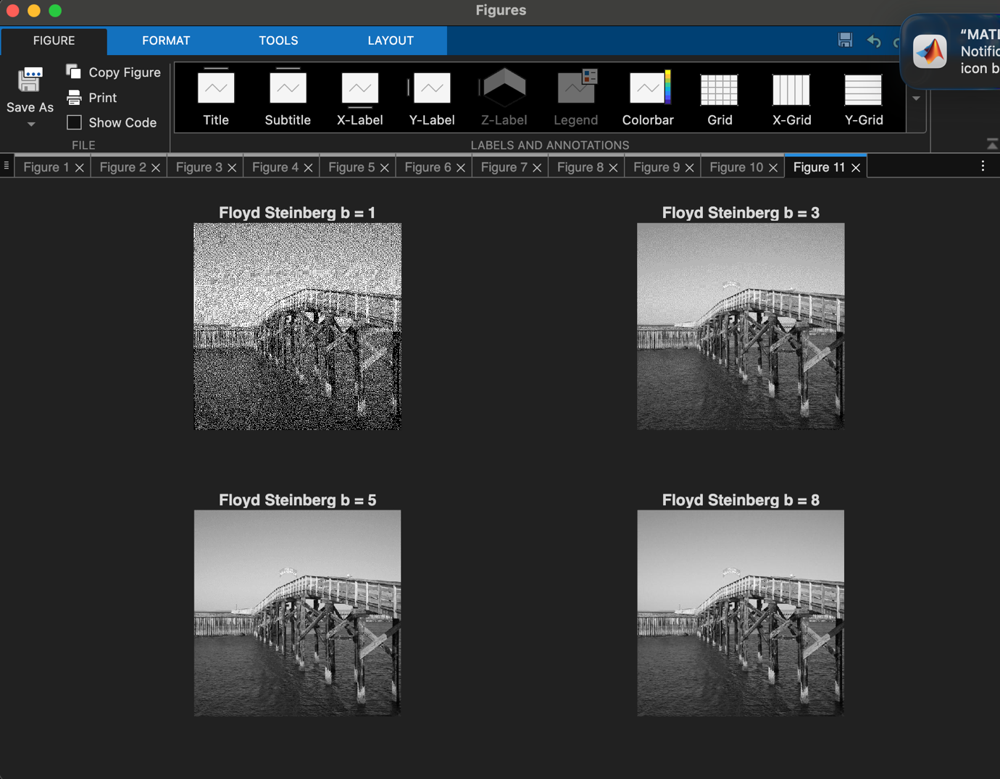 Figures
FIGURE FORMAT TOOLS LAYOUT
“MATL
Notific
icon b
Save As
Copy Figure
Print
Show Code
FILE
Title Subtitle X-Label Y-Label Z-Label Legend Colorbar Grid X-Grid Y-Grid
LABELS AND ANNOTATIONS
Figure 1 Figure 2 Figure 3 Figure 4 Figure 5 Figure 6 Figure 7 Figure 8 Figure 9 Figure 10 Figure 11
Floyd Steinberg b = 1
Floyd Steinberg b = 3
Floyd Steinberg b = 5
Floyd Steinberg b = 8